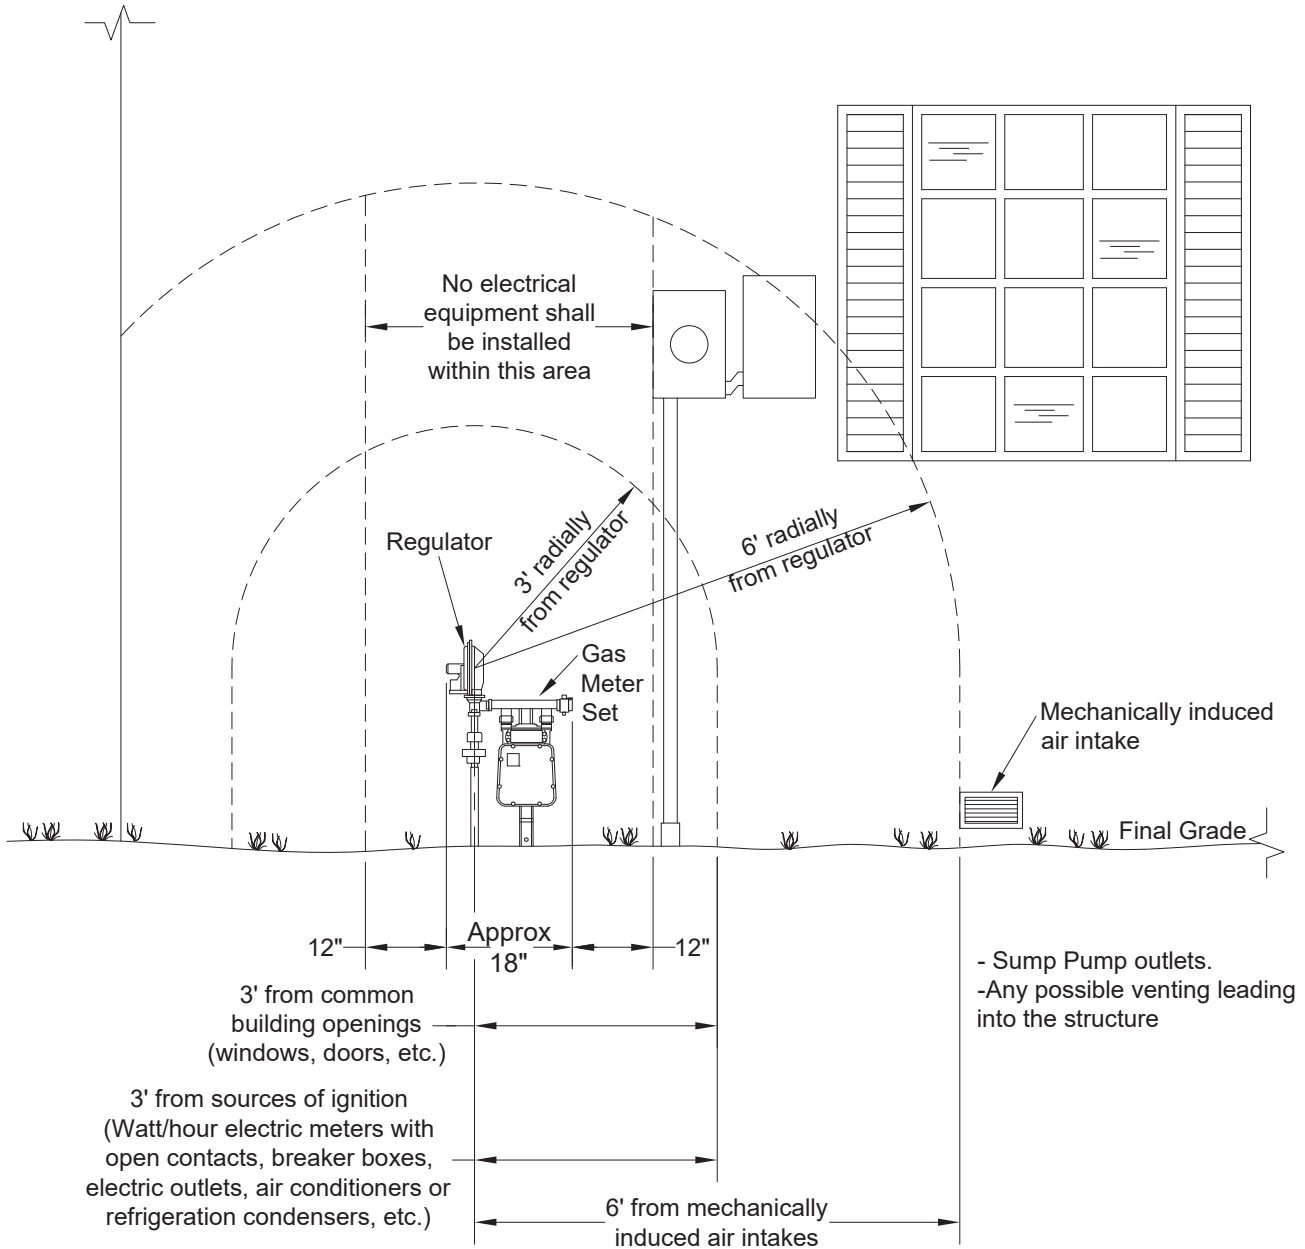 No electrical
equipment shall
be installed
within this area
Regulator
3' radially
from regulator
6' radially
from regulator
Gas
Meter
Set
Mechanically induced
air intake
Final Grade
12"
Approx
18"
12"
- Sump Pump outlets.
-Any possible venting leading
into the structure
3' from common
building openings
(windows, doors, etc.)
3' from sources of ignition
(Watt/hour electric meters with
open contacts, breaker boxes,
electric outlets, air conditioners or
refrigeration condensers, etc.)
6' from mechanically
induced air intakes